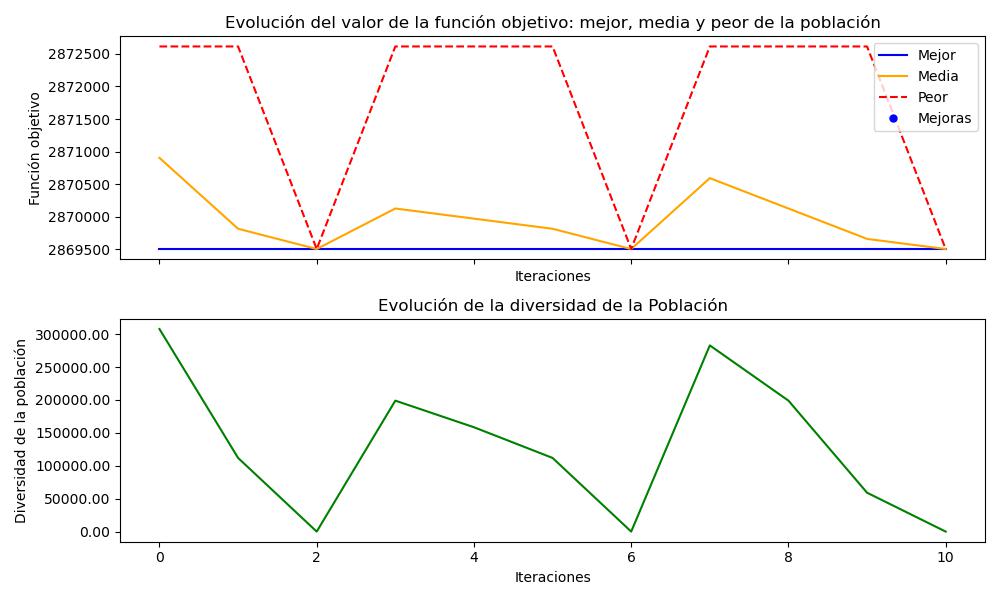 Evolución del valor de la función objetivo: mejor, media y peor de la población
2872500
2872000
2871500
2871000
2870500
2870000
2869500
Función objetivo
Mejor
Media
Peor
Mejoras
Iteraciones
Evolución de la diversidad de la Población
300000.00
250000.00
200000.00
150000.00
100000.00
50000.00
0.00
Diversidad de la población
0 2 4 6 8 10
Iteraciones